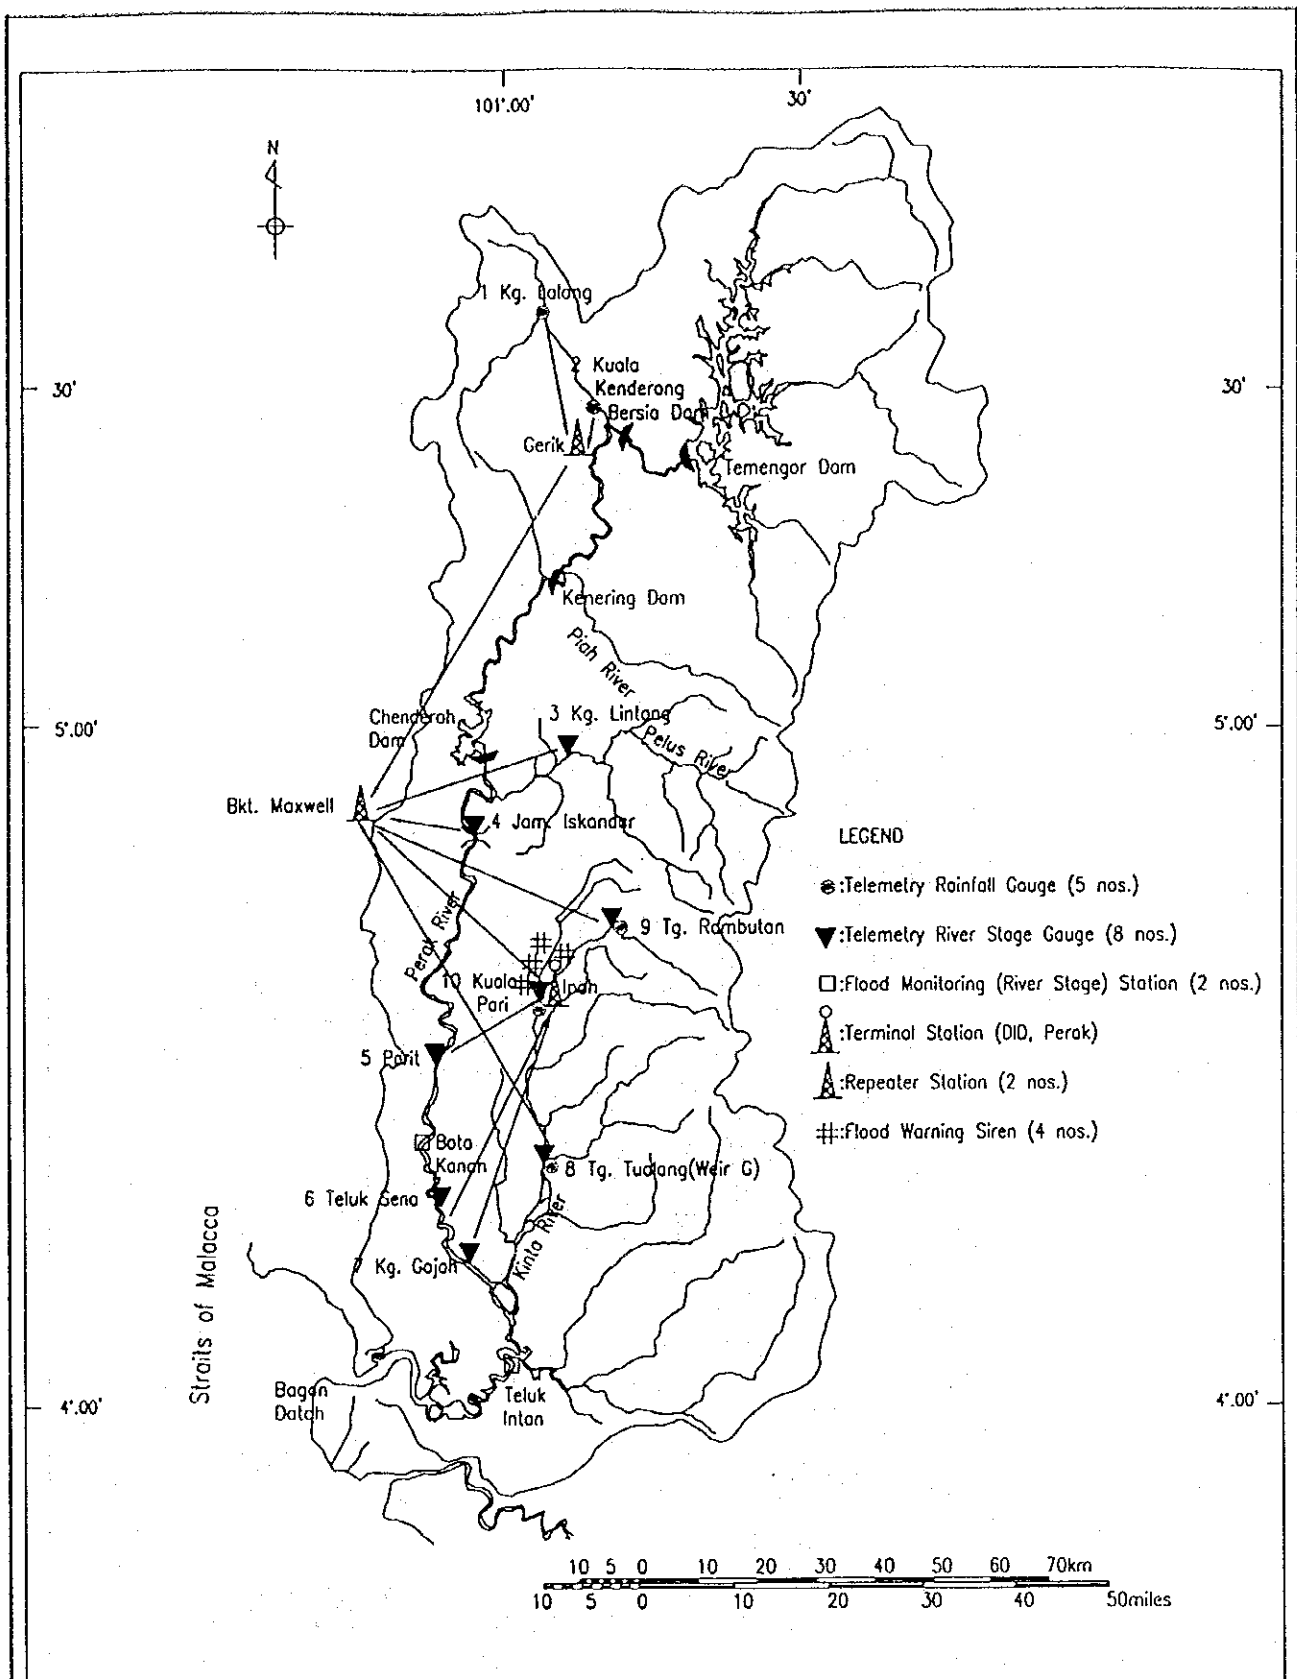 101°.00'
30'
N
1 Kg. Lalang
2 Kuala
Kenderong
Bersia Dam
30'
30'
Gerik
Temengor Dam
Kenering Dam
Piah River
3 Kg. Lintang
Chenderoh
Dam
5°.00'
5°.00'
Pelus River
Bkt. Maxwell
4 Jam. Iskandar
LEGEND
:Telemetry Rainfall Gauge (5 nos.)
Perak River
9 Tg. Rambutan
:Telemetry River Stage Gauge (8 nos.)
10 Kuala
Pari
Ipoh
:Flood Monitoring (River Stage) Station (2 nos.)
:Terminal Station (DID, Perak)
5 Parit
:Repeater Station (2 nos.)
:Flood Warning Siren (4 nos.)
Bota
Kanan
8 Tg. Tualang(Weir G)
6 Teluk Sena
Kinta River
7 Kg. Gajah
Straits of Malacca
Bagan
Datoh
Teluk
Intan
4°.00'
4°.00'
10 5 0 10 20 30 40 50 60 70km
10 5 0 10 20 30 40 50miles